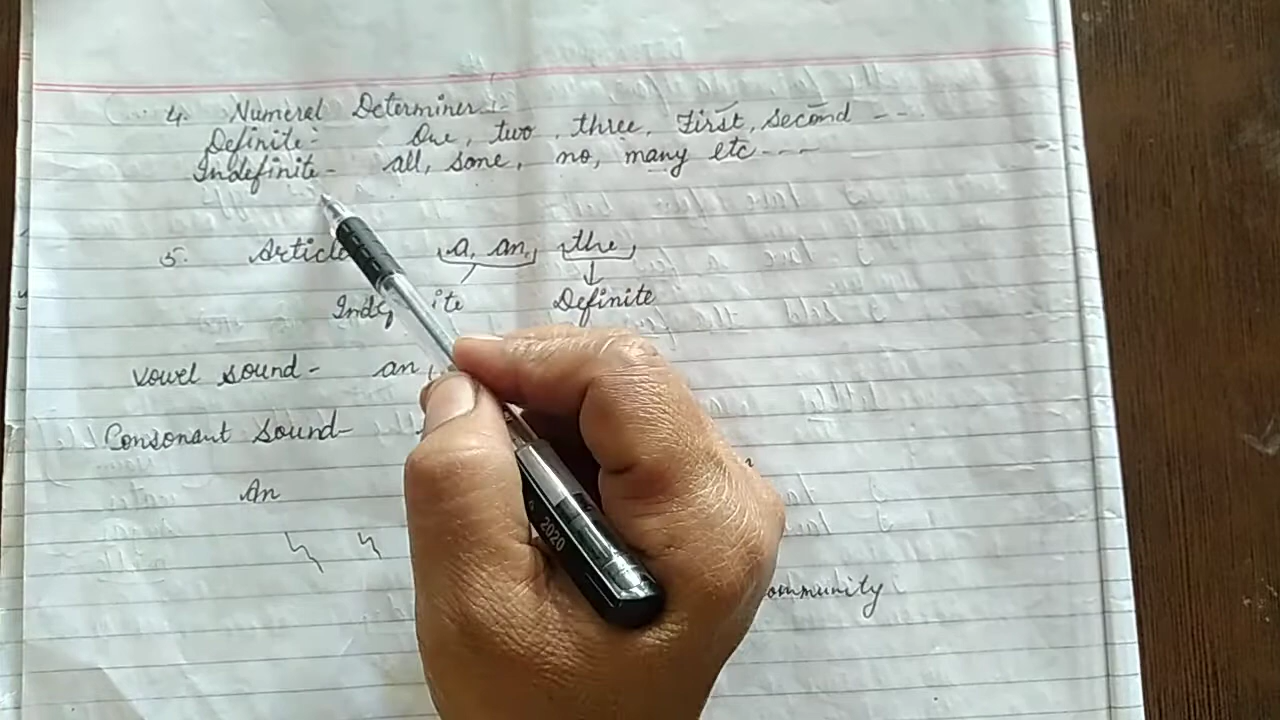 4. Numeral Determiner :-
Definite :- One, two, three, First, second ---
Indefinite - all, some, no, many etc ----
5. Article a, an, the
Definite
Vowel sound - an
Consonant sound -
An
ommunity
2020